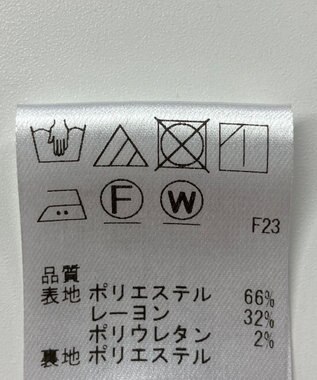 F W
F23
品質
表地 ポリエステル 66%
レーヨン 32%
ポリウレタン 2%
裏地 ポリエステル